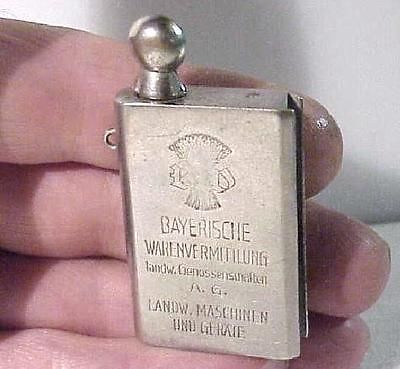 BAYERISCHE
WARENVERMITTLUNG
landw. Genossenschaften
A. G.
LANDW. MASCHINEN
UND GERÄTE